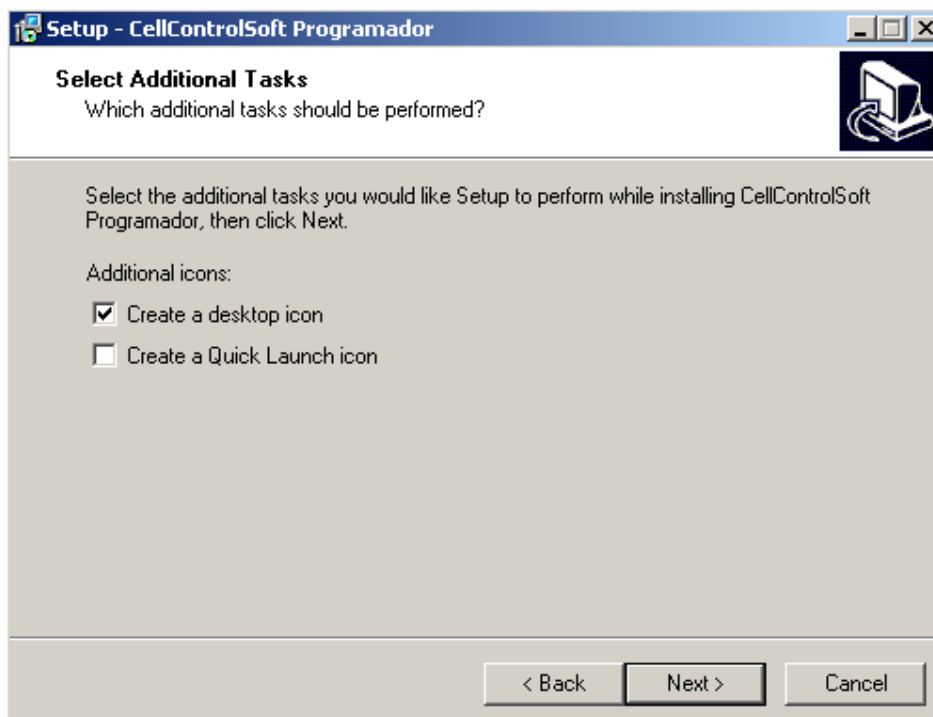 Setup - CellControlSoft Programador
Select Additional Tasks
Which additional tasks should be performed?
Select the additional tasks you would like Setup to perform while installing CellControlSoft
Programador, then click Next.
Additional icons:
Create a desktop icon
Create a Quick Launch icon
< Back
Next >
Cancel